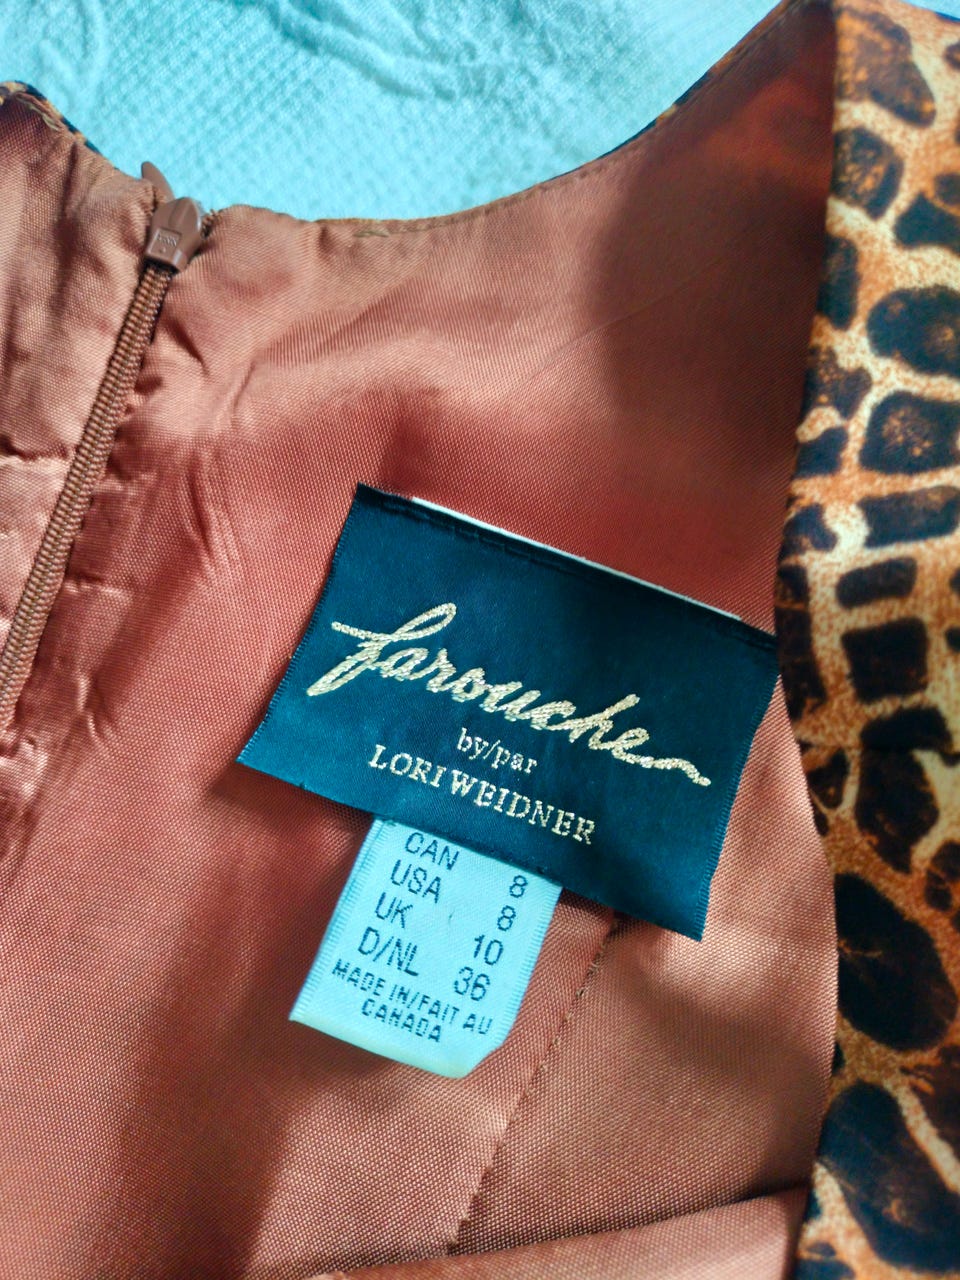 farouche
by/par
LORI WEIDNER
CAN 8
USA 8
UK 10
D/NL 36
MADE IN/FAIT AU
CANADA